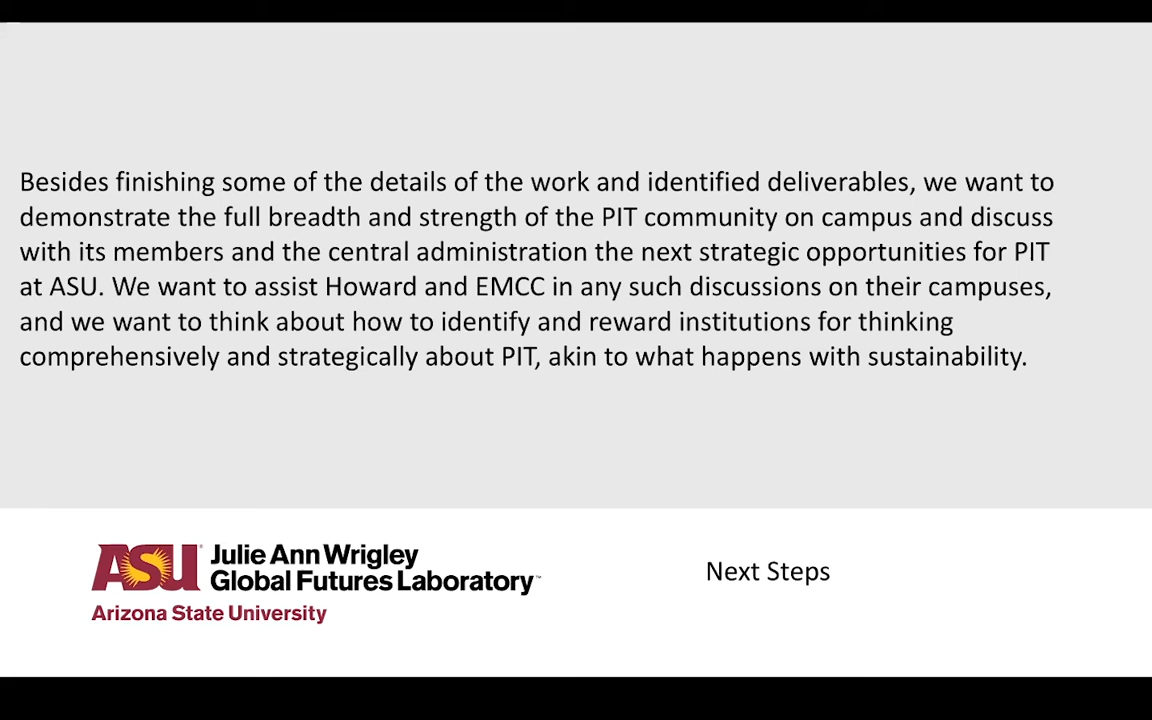 Besides finishing some of the details of the work and identified deliverables, we want to
demonstrate the full breadth and strength of the PIT community on campus and discuss
with its members and the central administration the next strategic opportunities for PIT
at ASU. We want to assist Howard and EMCC in any such discussions on their campuses,
and we want to think about how to identify and reward institutions for thinking
comprehensively and strategically about PIT, akin to what happens with sustainability.
ASU® Julie Ann Wrigley
Global Futures Laboratory™
Arizona State University
Next Steps